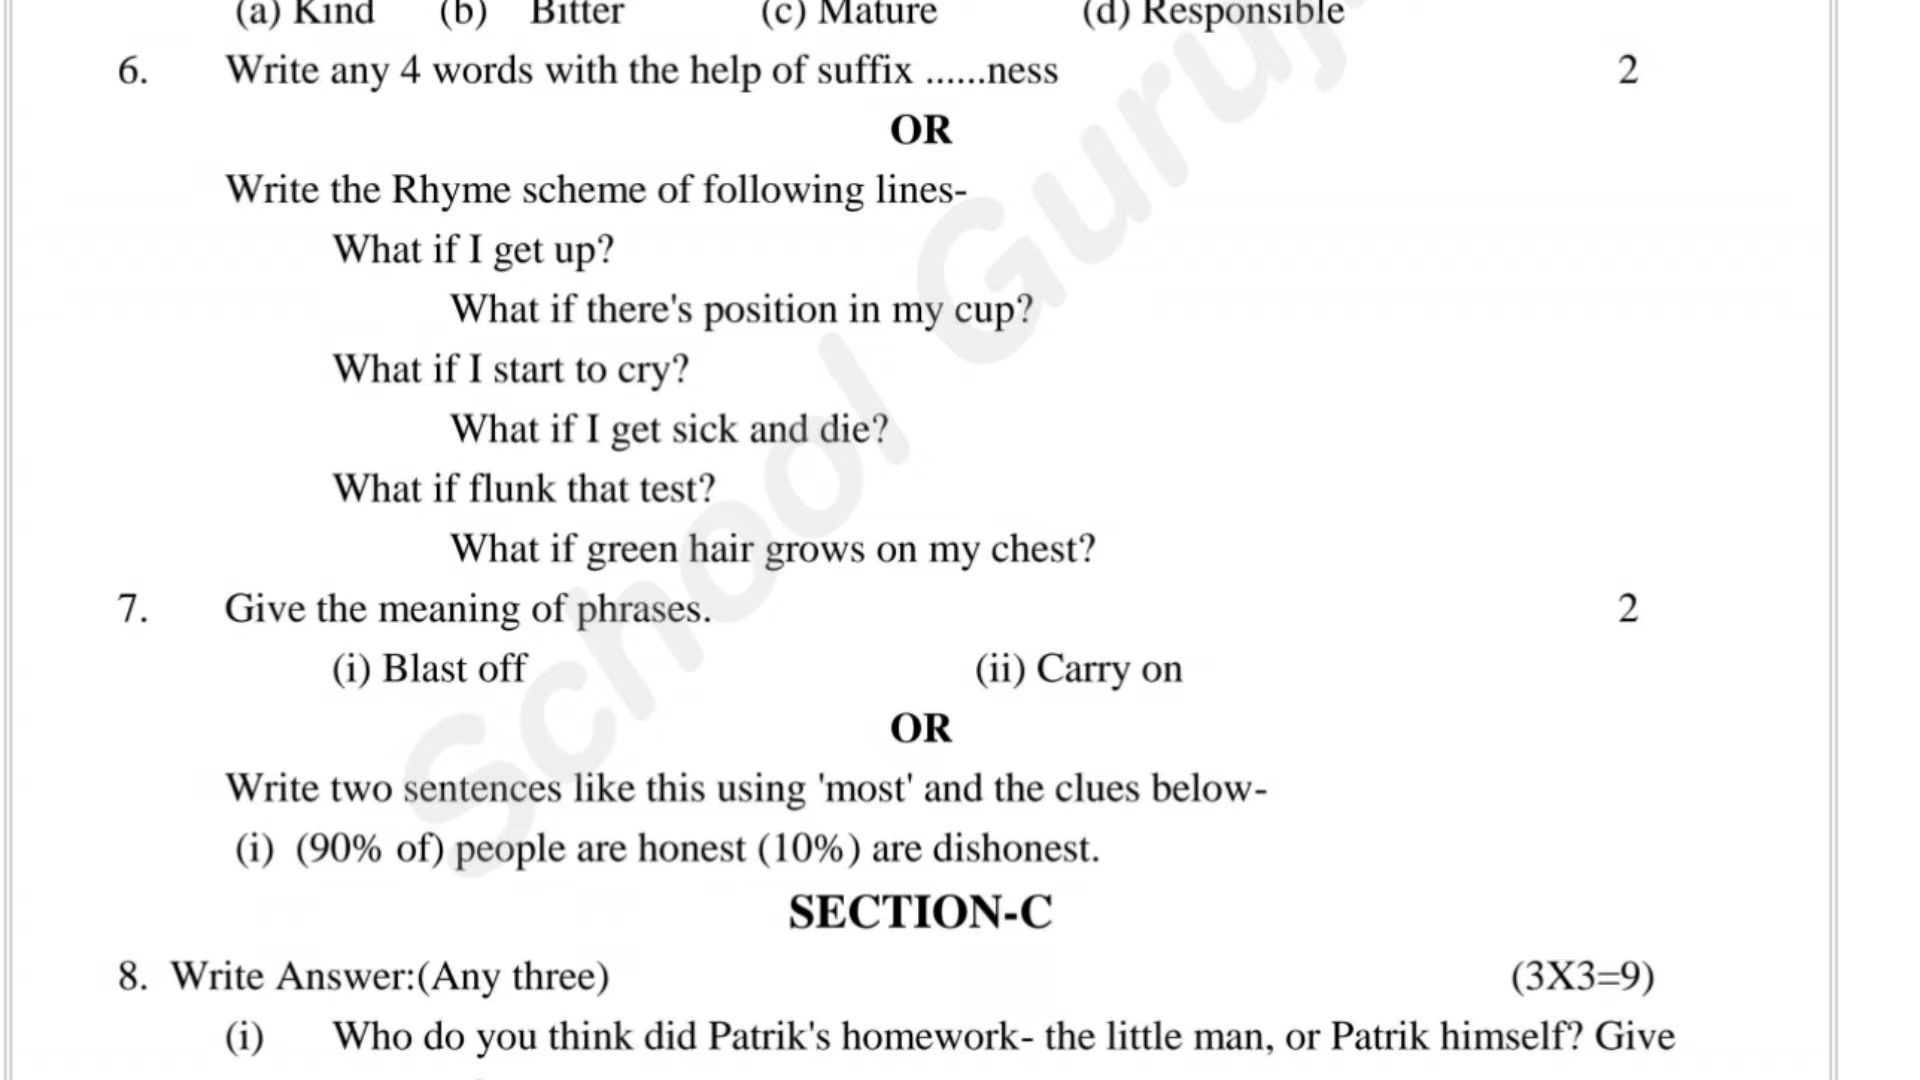 (a) Kind (b) Bitter (c) Mature (d) Responsible
6. Write any 4 words with the help of suffix ......ness 2
OR
Write the Rhyme scheme of following lines-
What if I get up?
What if there's position in my cup?
What if I start to cry?
What if I get sick and die?
What if flunk that test?
What if green hair grows on my chest?
7. Give the meaning of phrases. 2
(i) Blast off (ii) Carry on
OR
Write two sentences like this using 'most' and the clues below-
(i) (90% of) people are honest (10%) are dishonest.
SECTION-C
8. Write Answer:(Any three) (3X3=9)
(i) Who do you think did Patrik's homework- the little man, or Patrik himself? Give
School Guruji